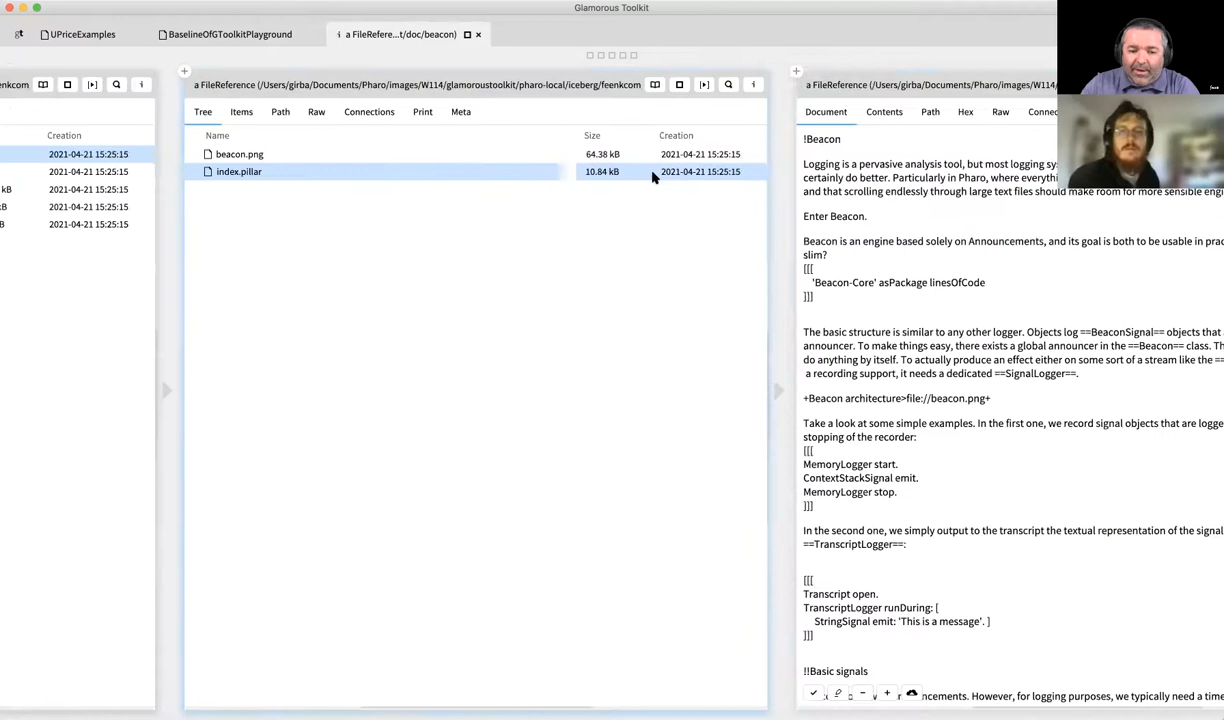 Glamorous Toolkit
gt
UPriceExamples
BaselineOfGToolkitPlayground
a FileRefere...t/doc/beacon)
feenkcom
Creation
2021-04-21 15:25:15
2021-04-21 15:25:15
kB 2021-04-21 15:25:15
kB 2021-04-21 15:25:15
0 2021-04-21 15:25:15
a FileReference (/Users/girba/Documents/Pharo/images/W114/glamoroustoolkit/pharo-local/iceberg/feenkcom
Tree Items Path Raw Connections Print Meta
Name Size Creation
beacon.png 64.38 kB 2021-04-21 15:25:15
index.pillar 10.84 kB 2021-04-21 15:25:15
a FileReference (/Users/girba/Documents/Pharo/images/W114
Document Contents Path Hex Raw Connec
!Beacon
Logging is a pervasive analysis tool, but most logging sys
certainly do better. Particularly in Pharo, where everythi
and that scrolling endlessly through large text files should make room for more sensible engi
Enter Beacon.
Beacon is an engine based solely on Announcements, and its goal is both to be usable in prac
slim?
[[[
'Beacon-Core' asPackage linesOfCode
]]]
The basic structure is similar to any other logger. Objects log ==BeaconSignal== objects that
announcer. To make things easy, there exists a global announcer in the ==Beacon== class. Th
do anything by itself. To actually produce an effect either on some sort of a stream like the ==
a recording support, it needs a dedicated ==SignalLogger==.
+Beacon architecture>file://beacon.png+
Take a look at some simple examples. In the first one, we record signal objects that are logge
stopping of the recorder:
[[[
MemoryLogger start.
ContextStackSignal emit.
MemoryLogger stop.
]]]
In the second one, we simply output to the transcript the textual representation of the signal
==TranscriptLogger==:
[[[
Transcript open.
TranscriptLogger runDuring: [
StringSignal emit: 'This is a message'. ]
]]]
!!Basic signals
ncements. However, for logging purposes, we typically need a time